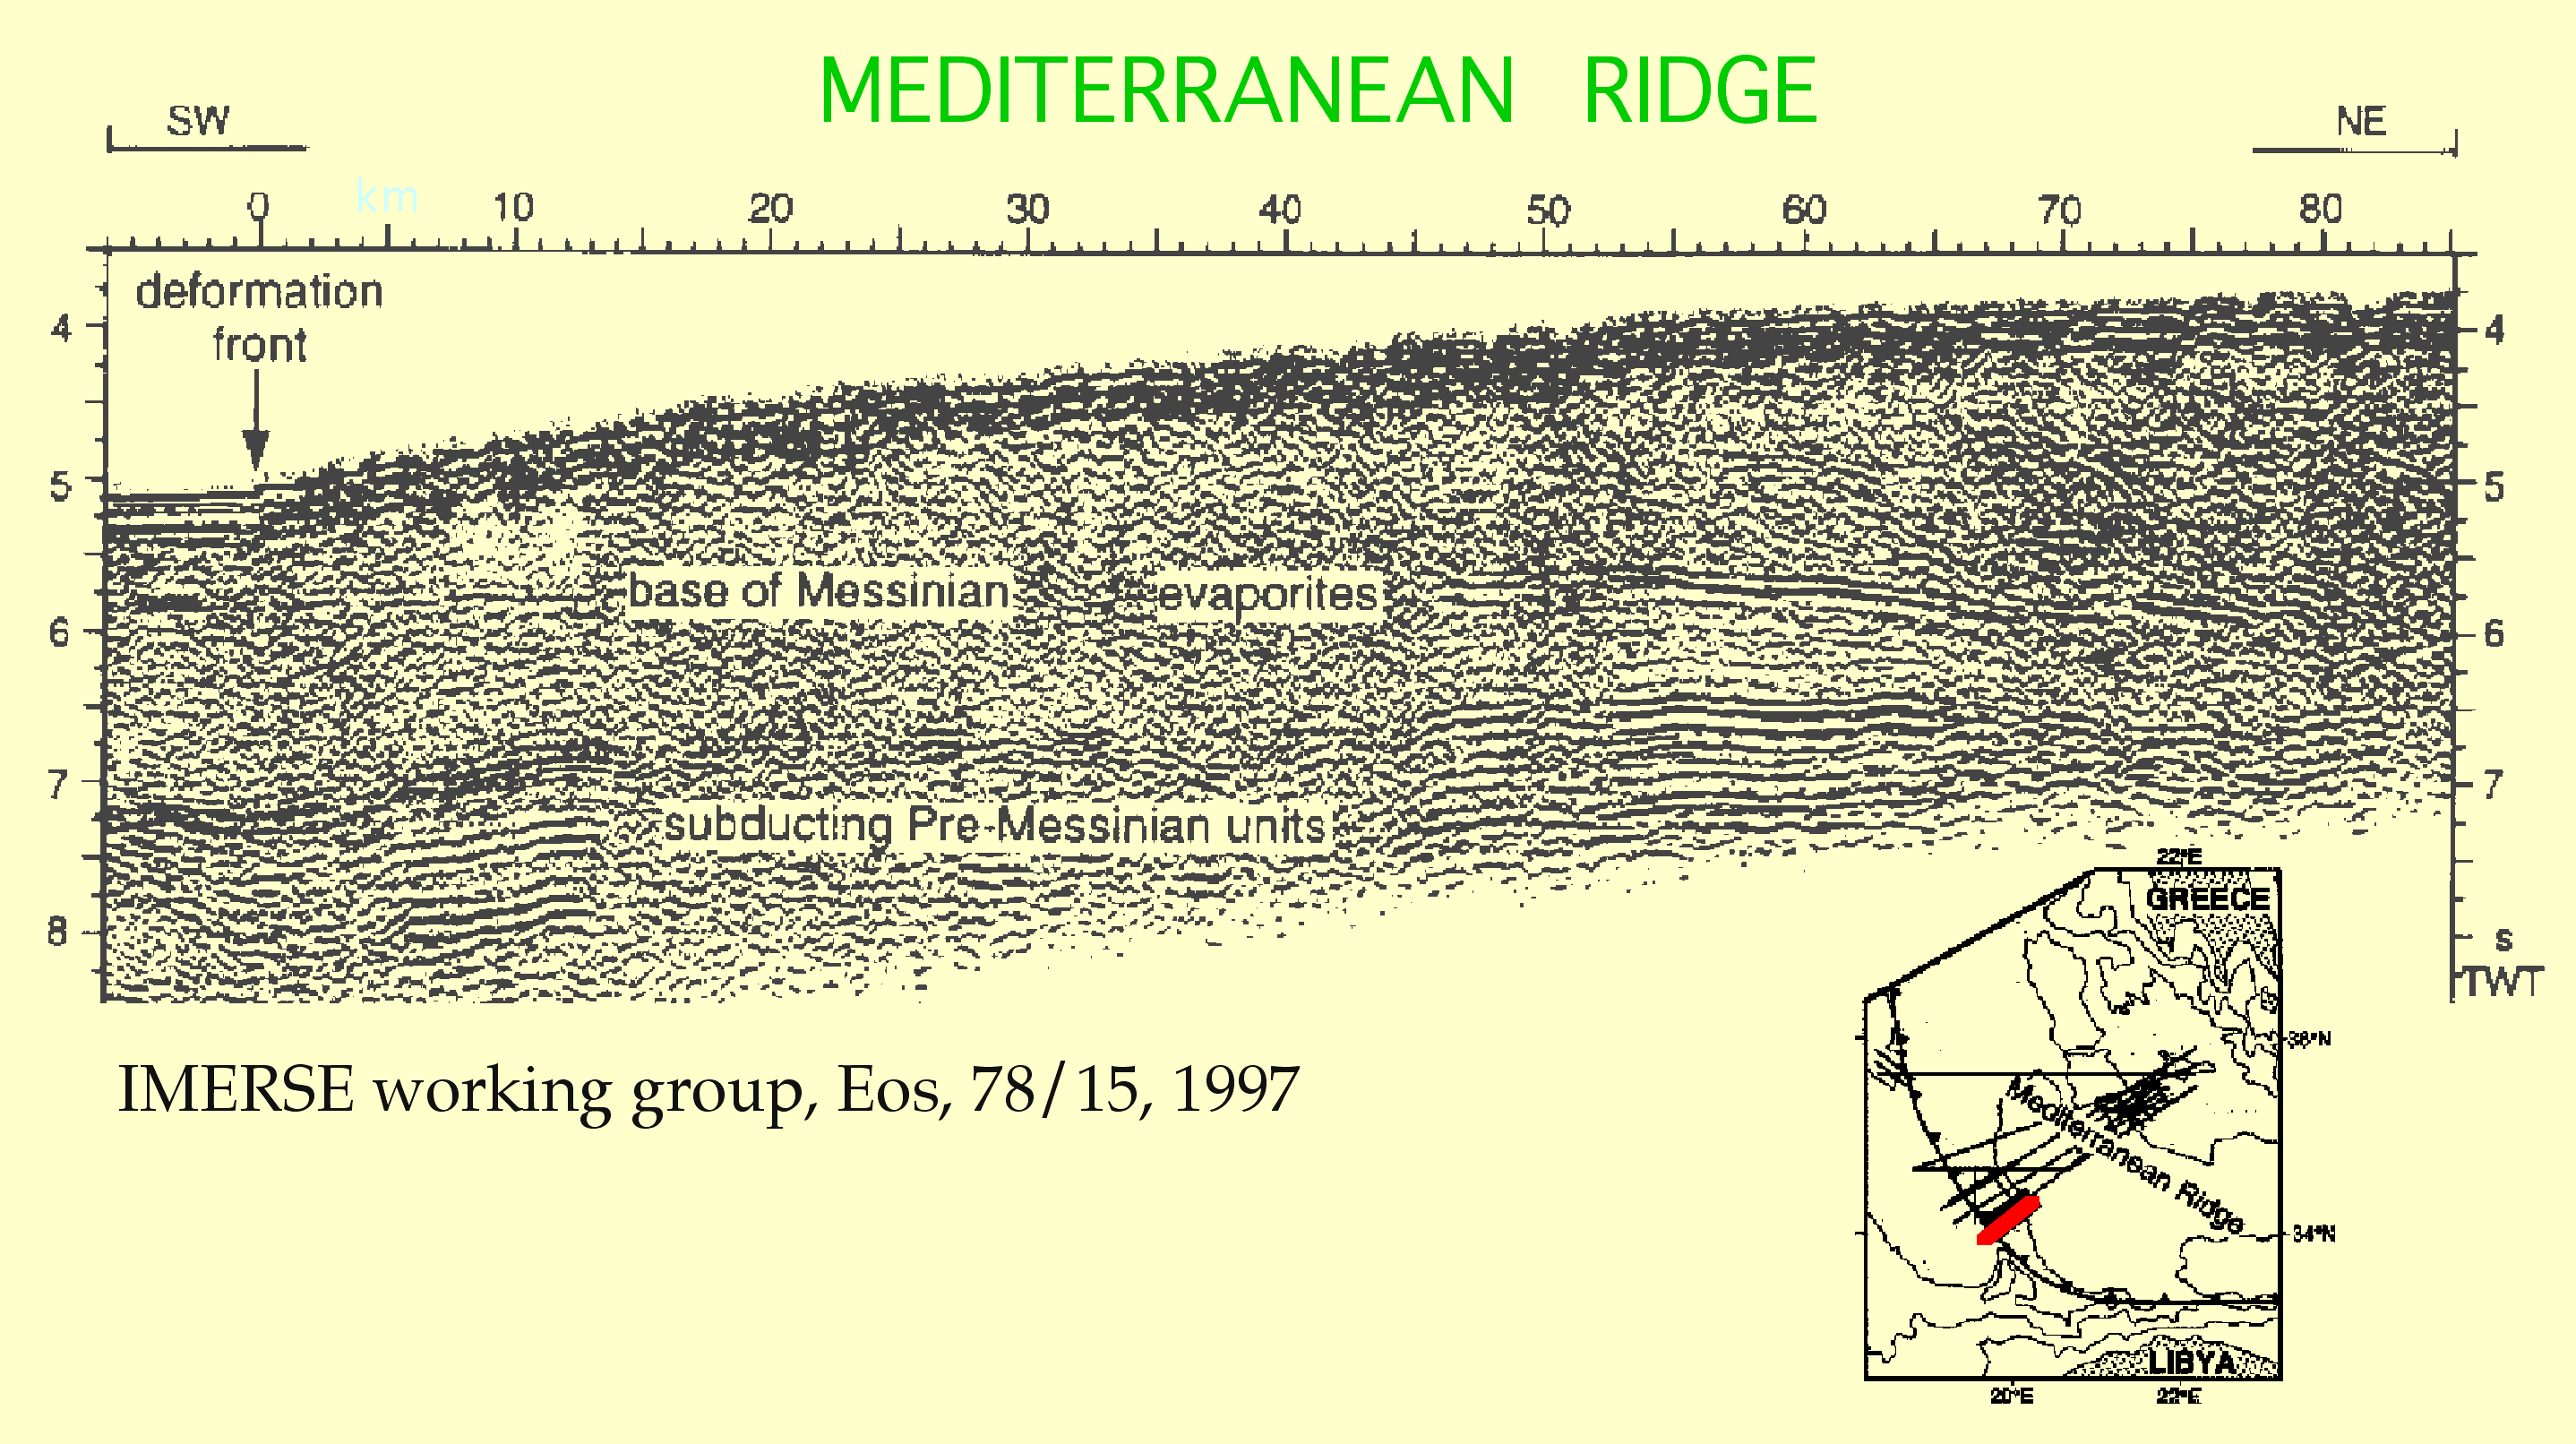 MEDITERRANEAN RIDGE
SW
NE
km
0 10 20 30 40 50 60 70 80
deformation
front
4
4
5
5
base of Messinian
evaporites
6
6
7
7
subducting Pre-Messinian units
8
s
TWT
22°E
GREECE
36°N
Mediterranean Ridge
34°N
LIBYA
20°E
22°E
IMERSE working group, Eos, 78/15, 1997